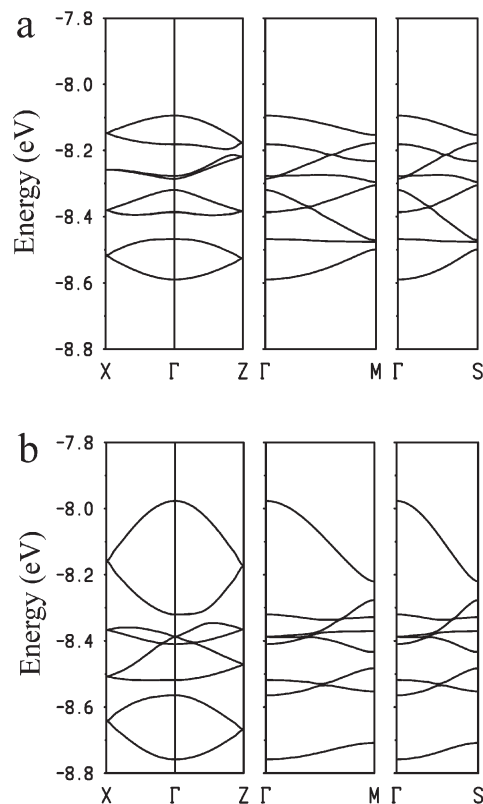 a
-7.8
-8.0
-8.2
-8.4
-8.6
-8.8
Energy (eV)
X Γ Z Γ M Γ S
b
-7.8
-8.0
-8.2
-8.4
-8.6
-8.8
Energy (eV)
X Γ Z Γ M Γ S